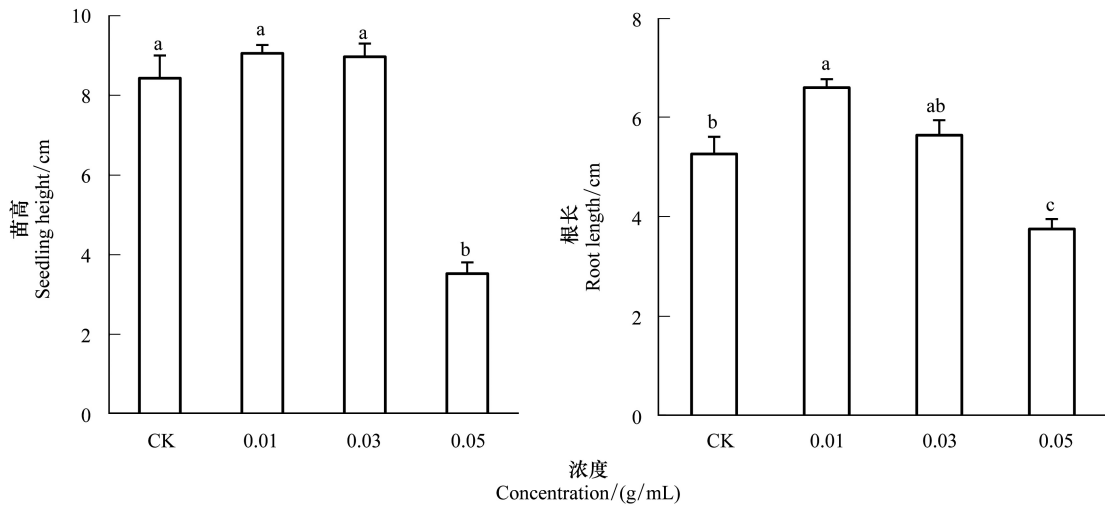 苗高
Seedling height/cm
10
8
6
4
2
0
a
a
a
b
CK
0.01
0.03
0.05
根长
Root length/cm
8
6
4
2
0
b
a
ab
c
CK
0.01
0.03
0.05
浓度
Concentration/(g/mL)